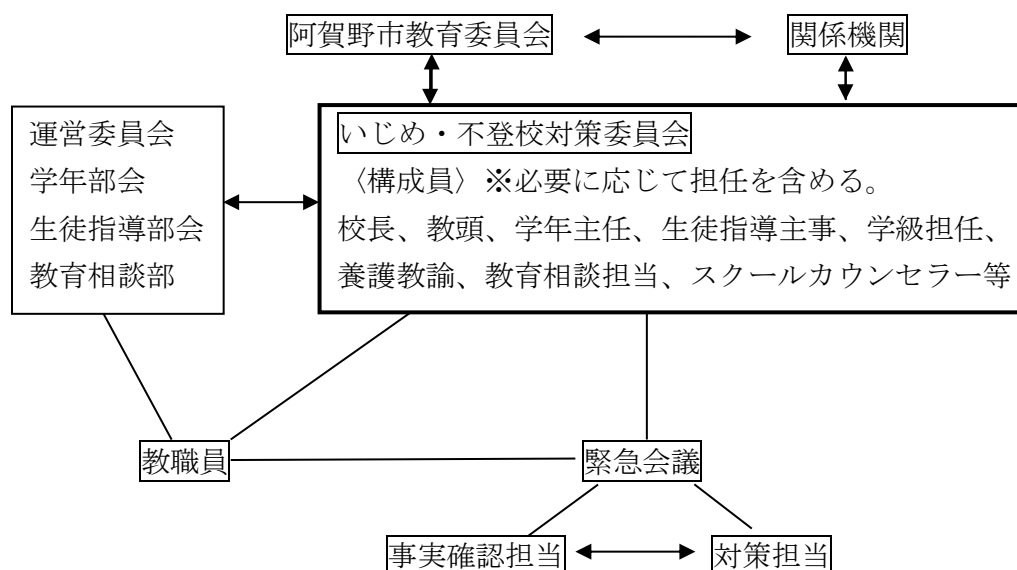 阿賀野市教育委員会
関係機関
運営委員会
学年部会
生徒指導部会
教育相談部
いじめ・不登校対策委員会
〈構成員〉※必要に応じて担任を含める。
校長、教頭、学年主任、生徒指導主事、学級担任、
養護教諭、教育相談担当、スクールカウンセラー等
教職員
緊急会議
事実確認担当
対策担当